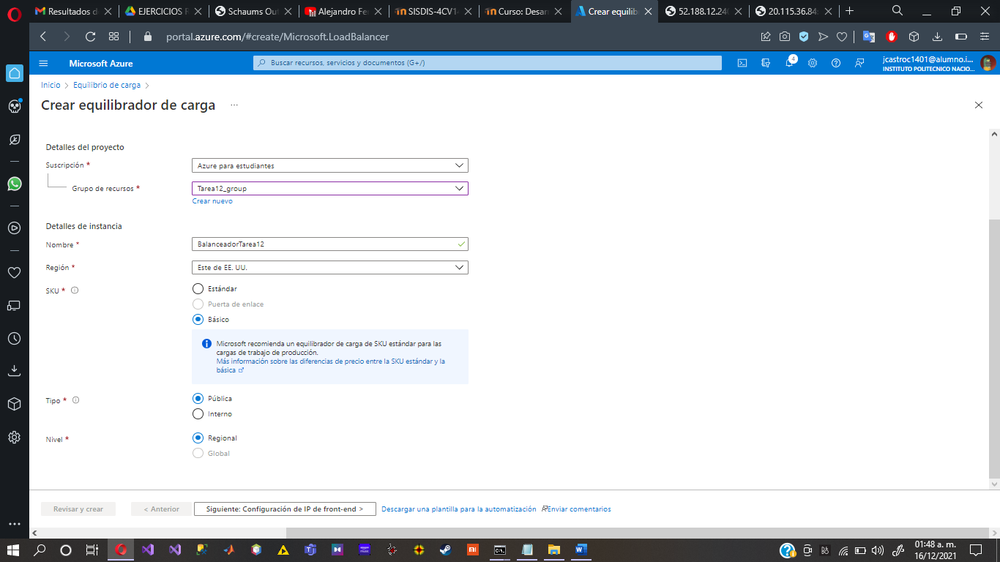 Resultados de
EJERCICIOS R
Schaums Out
Alejandro Fe
SISDIS-4CV1
Curso: Desar
Crear equilib
52.188.12.24
20.115.36.84
portal.azure.com/#create/Microsoft.LoadBalancer
Microsoft Azure
Buscar recursos, servicios y documentos (G+/)
4
jcastroc1401@alumno.i...
INSTITUTO POLITECNICO NACIO...
Inicio > Equilibrio de carga >
Crear equilibrador de carga ...
Detalles del proyecto
Suscripción *
Azure para estudiantes
Grupo de recursos *
Tarea12_group
Crear nuevo
Detalles de instancia
Nombre *
BalanceadorTarea12
Región *
Este de EE. UU.
SKU *
Estándar
Puerta de enlace
Básico
Microsoft recomienda un equilibrador de carga de SKU estándar para las
cargas de trabajo de producción.
Más información sobre las diferencias de precio entre la SKU estándar y la
básica
Tipo *
Pública
Interno
Nivel *
Regional
Global
Revisar y crear
< Anterior
Siguiente: Configuración de IP de front-end >
Descargar una plantilla para la automatización
Enviar comentarios
01:48 a. m.
16/12/2021